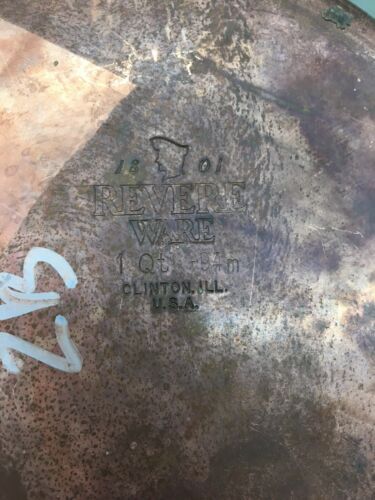 18 01
REVERE
WARE
1 Qt
CLINTON, ILL.
U.S.A.